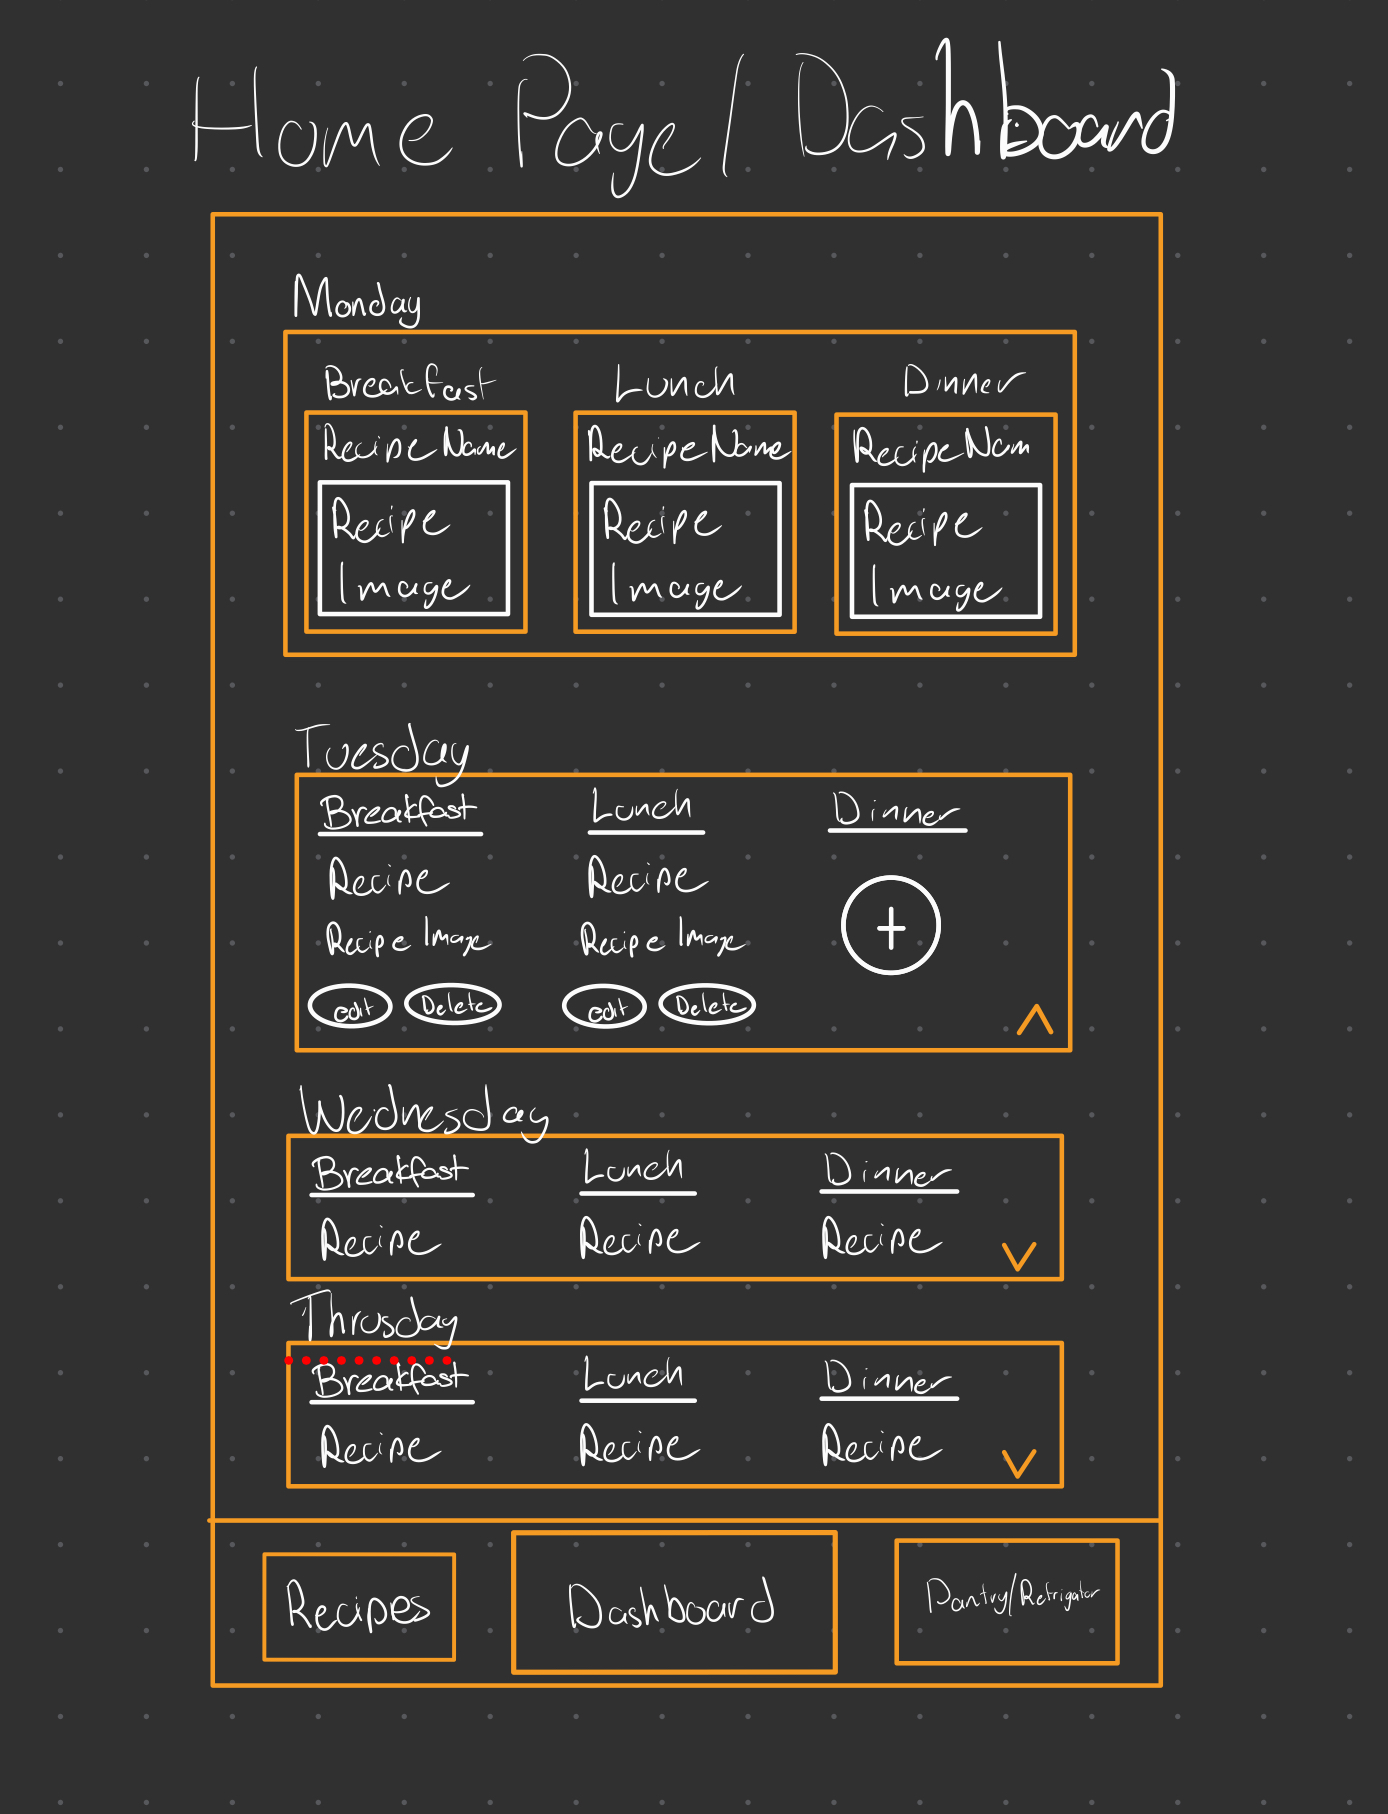 Home Page/Dashboard
Monday
Breakfast Lunch Dinner
Recipe Name Recipe Name Recipe Nam
Recipe Recipe Recipe
Image Image Image
Tuesday
Breakfast Lunch Dinner
Recipe Recipe +
Recipe Image Recipe Image
edit Delete edit Delete
Wednesday
Breakfast Lunch Dinner
Recipe Recipe Recipe
Thrusday
Breakfast Lunch Dinner
Recipe Recipe Recipe
Recipes Dashboard Pantry/Refrigator